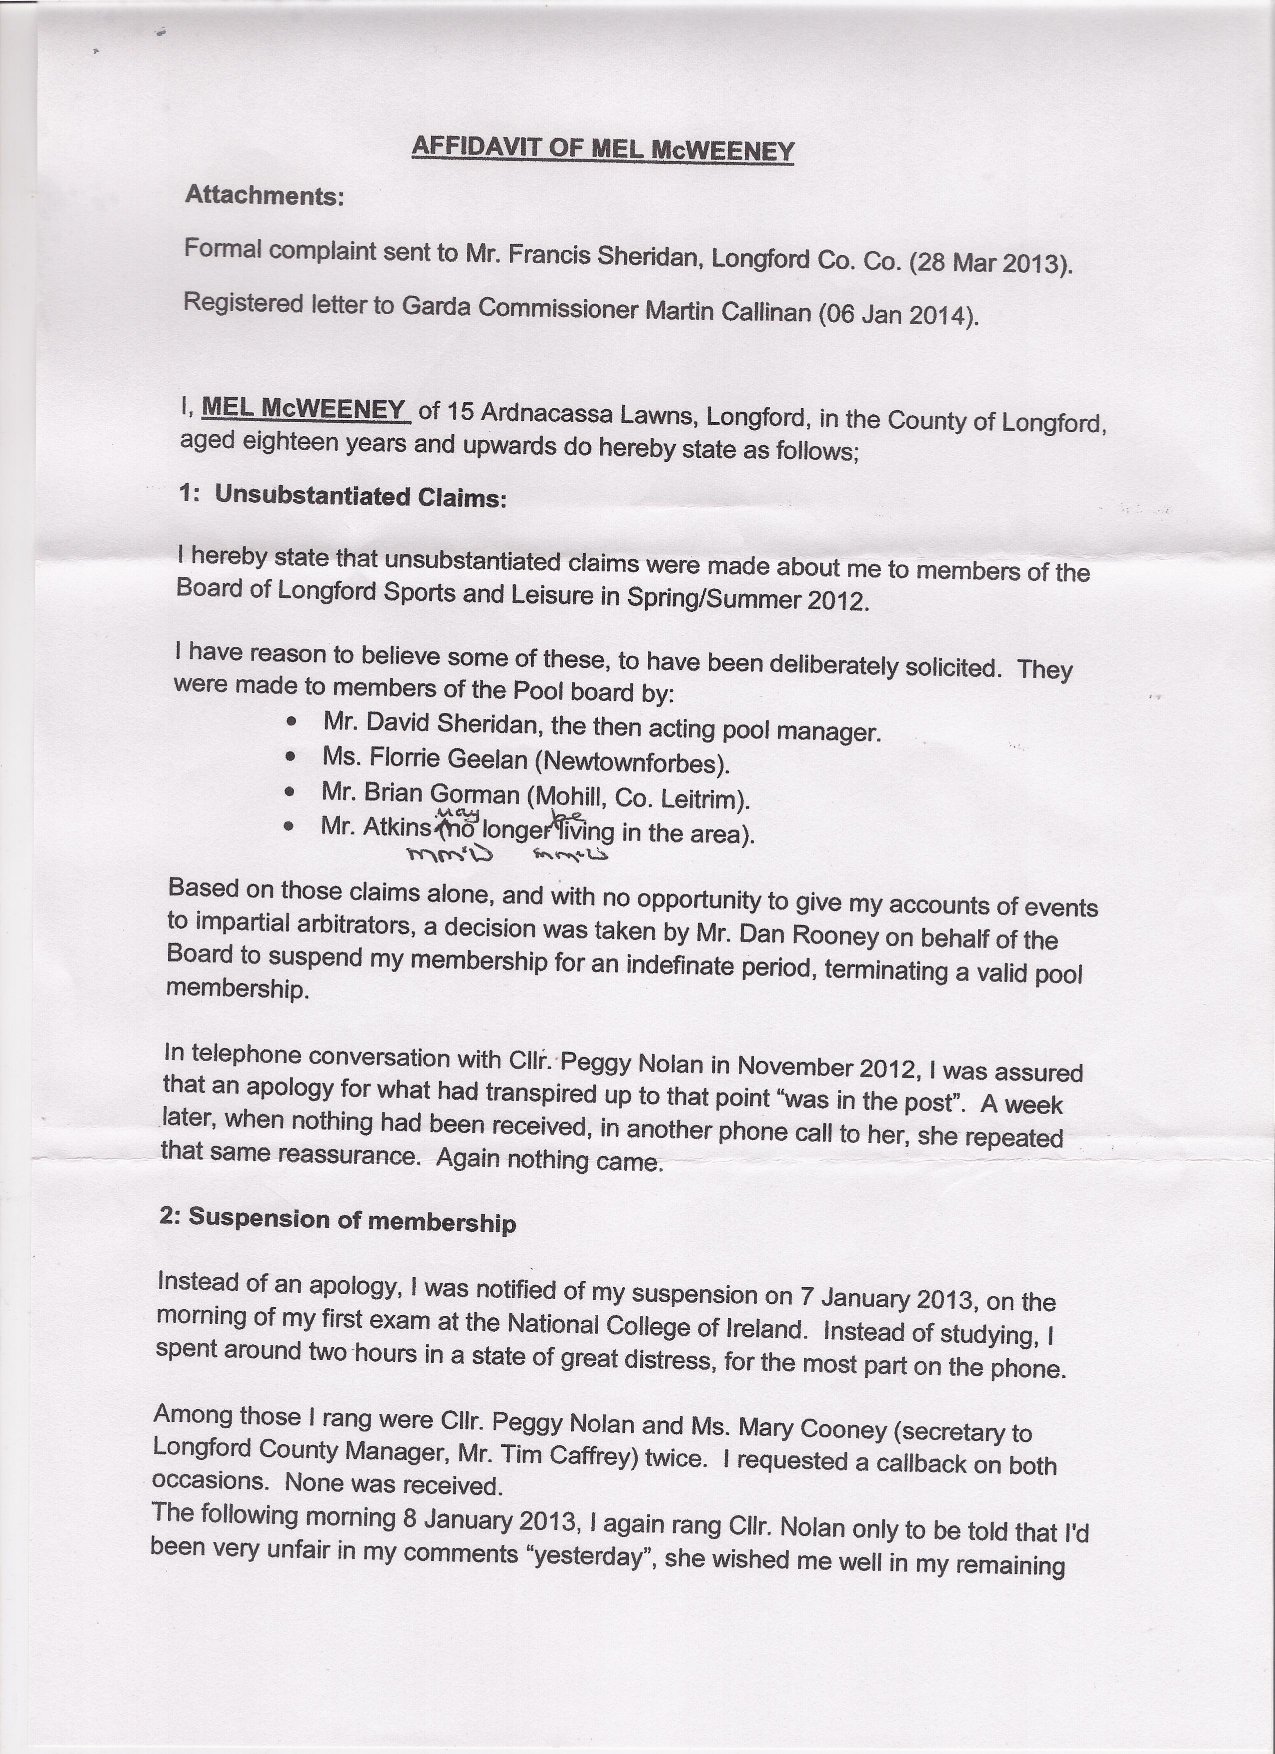 AFFIDAVIT OF MEL McWEENEY
Attachments:
Formal complaint sent to Mr. Francis Sheridan, Longford Co. Co. (28 Mar 2013).
Registered letter to Garda Commissioner Martin Callinan (06 Jan 2014).
I, MEL McWEENEY of 15 Ardnacassa Lawns, Longford, in the County of Longford,
aged eighteen years and upwards do hereby state as follows;
1: Unsubstantiated Claims:
I hereby state that unsubstantiated claims were made about me to members of the
Board of Longford Sports and Leisure in Spring/Summer 2012.
I have reason to believe some of these, to have been deliberately solicited. They
were made to members of the Pool board by:
• Mr. David Sheridan, the then acting pool manager.
• Ms. Florrie Geelan (Newtownforbes).
• Mr. Brian Gorman (Mohill, Co. Leitrim).
may be
• Mr. Atkins (no longer living in the area).
Based on those claims alone, and with no opportunity to give my accounts of events
to impartial arbitrators, a decision was taken by Mr. Dan Rooney on behalf of the
Board to suspend my membership for an indefinate period, terminating a valid pool
membership.
In telephone conversation with Cllr. Peggy Nolan in November 2012, I was assured
that an apology for what had transpired up to that point “was in the post”. A week
later, when nothing had been received, in another phone call to her, she repeated
that same reassurance. Again nothing came.
2: Suspension of membership
Instead of an apology, I was notified of my suspension on 7 January 2013, on the
morning of my first exam at the National College of Ireland. Instead of studying, I
spent around two hours in a state of great distress, for the most part on the phone.
Among those I rang were Cllr. Peggy Nolan and Ms. Mary Cooney (secretary to
Longford County Manager, Mr. Tim Caffrey) twice. I requested a callback on both
occasions. None was received.
The following morning 8 January 2013, I again rang Cllr. Nolan only to be told that I'd
been very unfair in my comments “yesterday”, she wished me well in my remaining